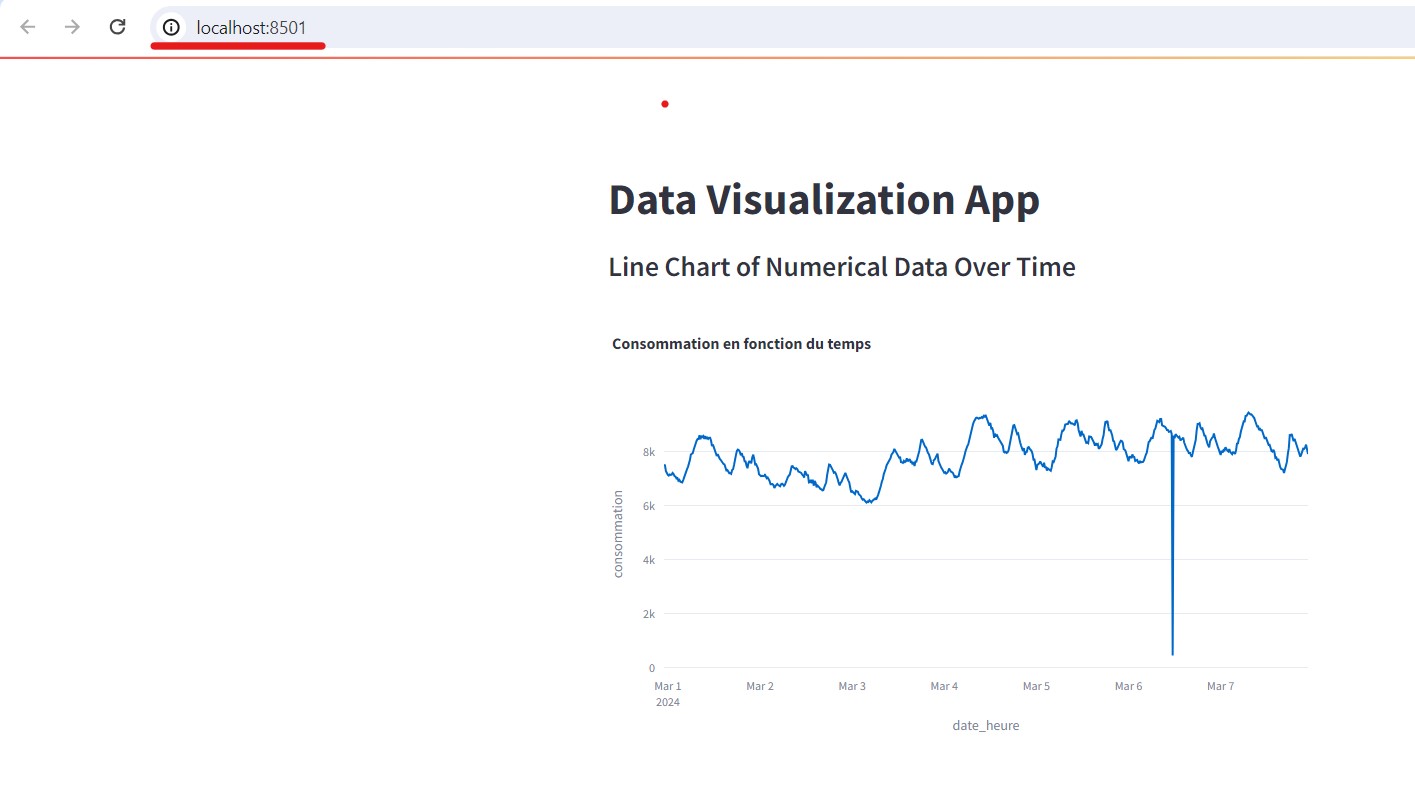 localhost:8501
Data Visualization App
Line Chart of Numerical Data Over Time
Consommation en fonction du temps
consommation
8k
6k
4k
2k
0
Mar 1 Mar 2 Mar 3 Mar 4 Mar 5 Mar 6 Mar 7
2024
date_heure